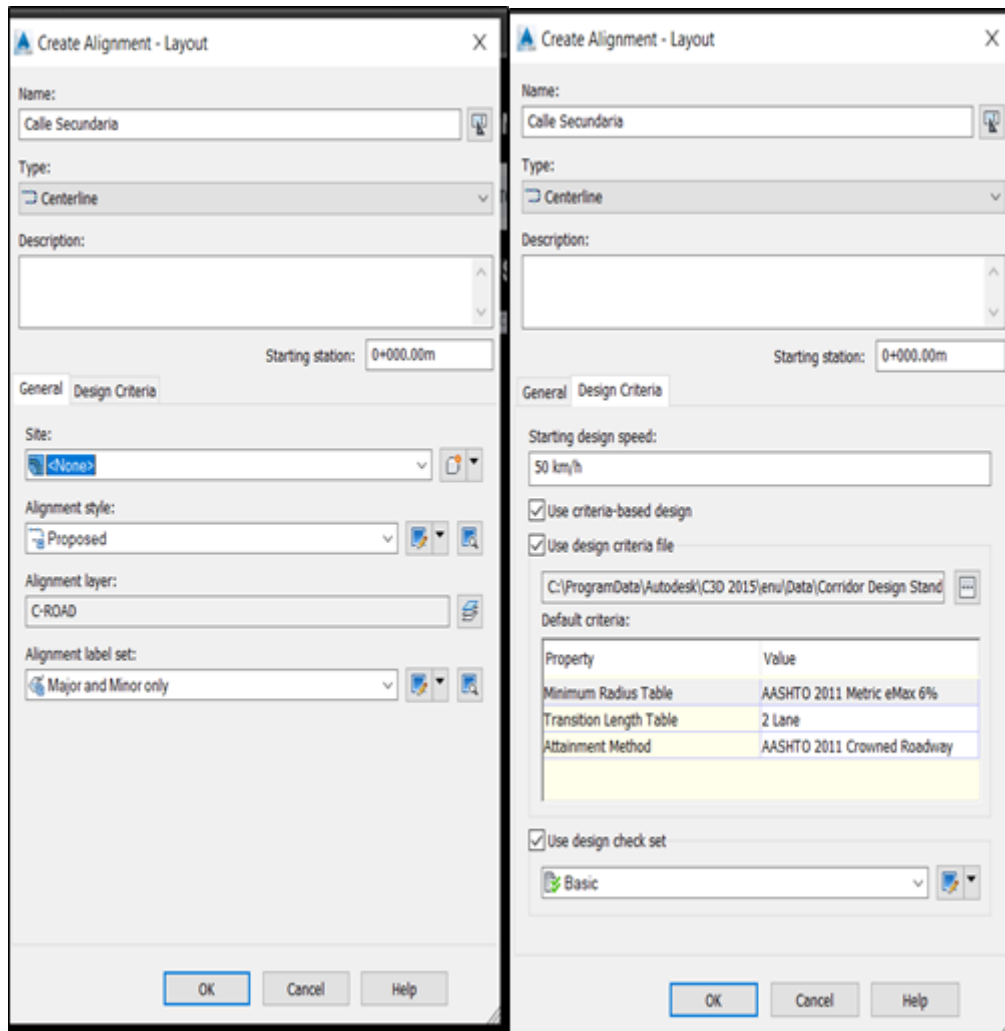 Create Alignment - Layout
Name:
Calle Secundaria
Type:
Centerline
Description:
Starting station: 0+000.00m
General Design Criteria
Site:
<None>
Alignment style:
Proposed
Alignment layer:
C-ROAD
Alignment label set:
Major and Minor only
OK Cancel Help
Create Alignment - Layout
Name:
Calle Secundaria
Type:
Centerline
Description:
Starting station: 0+000.00m
General Design Criteria
Starting design speed:
50 km/h
Use criteria-based design
Use design criteria file
C:\ProgramData\Autodesk\C3D 2015\enu\Data\Corridor Design Stand
Default criteria:
Property Value
Minimum Radius Table AASHTO 2011 Metric eMax 6%
Transition Length Table 2 Lane
Attainment Method AASHTO 2011 Crowned Roadway
Use design check set
Basic
OK Cancel Help